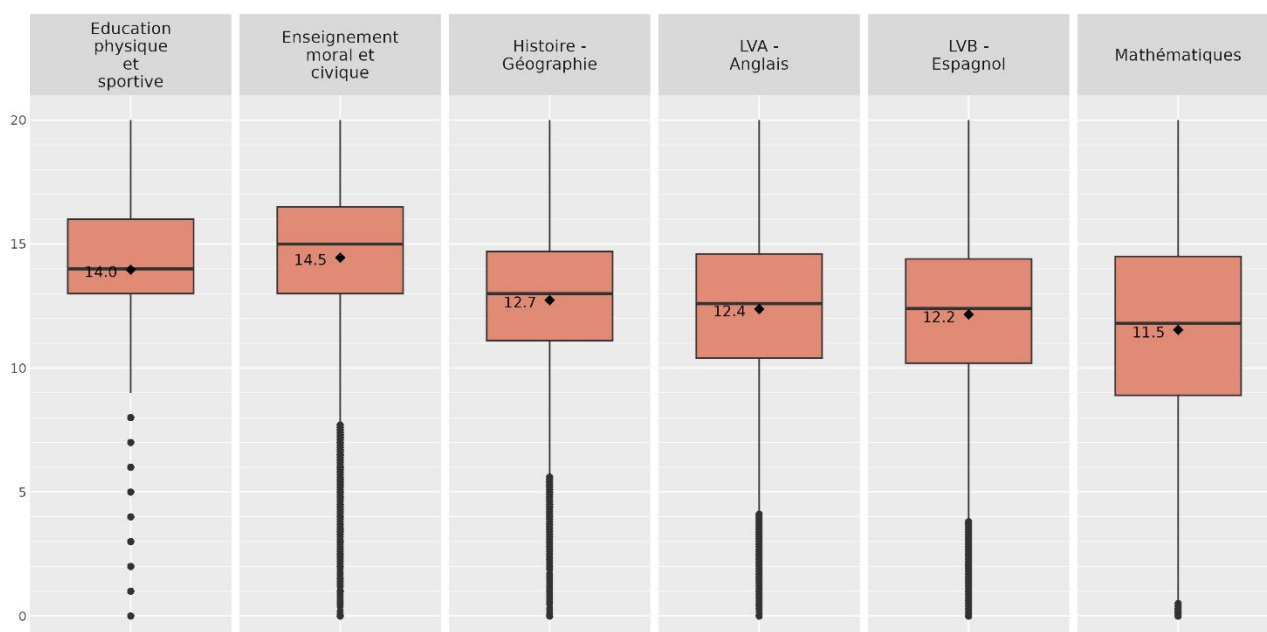 Education
physique
et
sportive
Enseignement
moral et
civique
Histoire -
Géographie
LVA -
Anglais
LVB -
Espagnol
Mathématiques
20
15
10
5
0
14.0
14.5
12.7
12.4
12.2
11.5